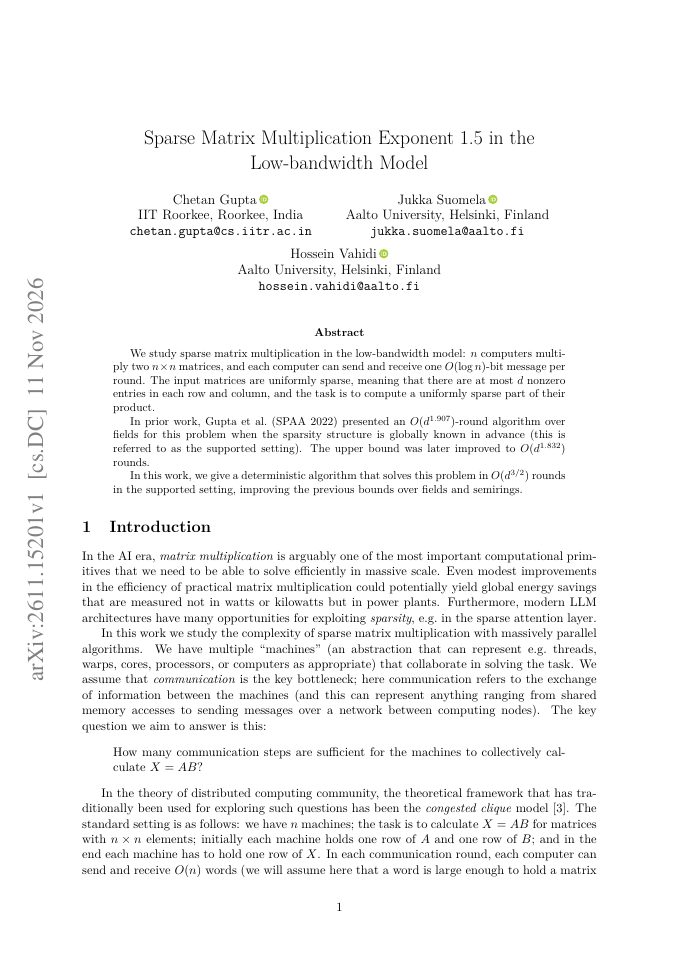 Sparse Matrix Multiplication Exponent 1.5 in the
Low-bandwidth Model
Chetan Gupta
IIT Roorkee, Roorkee, India
chetan.gupta@cs.iitr.ac.in
Jukka Suomela
Aalto University, Helsinki, Finland
jukka.suomela@aalto.fi
Hossein Vahidi
Aalto University, Helsinki, Finland
hossein.vahidi@aalto.fi
Abstract
We study sparse matrix multiplication in the low-bandwidth model: n computers multi-
ply two n×n matrices, and each computer can send and receive one O(log n)-bit message per
round. The input matrices are uniformly sparse, meaning that there are at most d nonzero
entries in each row and column, and the task is to compute a uniformly sparse part of their
product.
In prior work, Gupta et al. (SPAA 2022) presented an O(d^1.907)-round algorithm over
fields for this problem when the sparsity structure is globally known in advance (this is
referred to as the supported setting). The upper bound was later improved to O(d^1.832)
rounds.
In this work, we give a deterministic algorithm that solves this problem in O(d^3/2) rounds
in the supported setting, improving the previous bounds over fields and semirings.
1 Introduction
In the AI era, matrix multiplication is arguably one of the most important computational prim-
itives that we need to be able to solve efficiently in massive scale. Even modest improvements
in the efficiency of practical matrix multiplication could potentially yield global energy savings
that are measured not in watts or kilowatts but in power plants. Furthermore, modern LLM
architectures have many opportunities for exploiting sparsity, e.g. in the sparse attention layer.
In this work we study the complexity of sparse matrix multiplication with massively parallel
algorithms. We have multiple “machines” (an abstraction that can represent e.g. threads,
warps, cores, processors, or computers as appropriate) that collaborate in solving the task. We
assume that communication is the key bottleneck; here communication refers to the exchange
of information between the machines (and this can represent anything ranging from shared
memory accesses to sending messages over a network between computing nodes). The key
question we aim to answer is this:
How many communication steps are sufficient for the machines to collectively cal-
culate X = AB?
In the theory of distributed computing community, the theoretical framework that has tra-
ditionally been used for exploring such questions has been the congested clique model [3]. The
standard setting is as follows: we have n machines; the task is to calculate X = AB for matrices
with n × n elements; initially each machine holds one row of A and one row of B; and in the
end each machine has to hold one row of X. In each communication round, each computer can
send and receive O(n) words (we will assume here that a word is large enough to hold a matrix
1
arXiv:2611.15201v1 [cs.DC] 11 Nov 2026